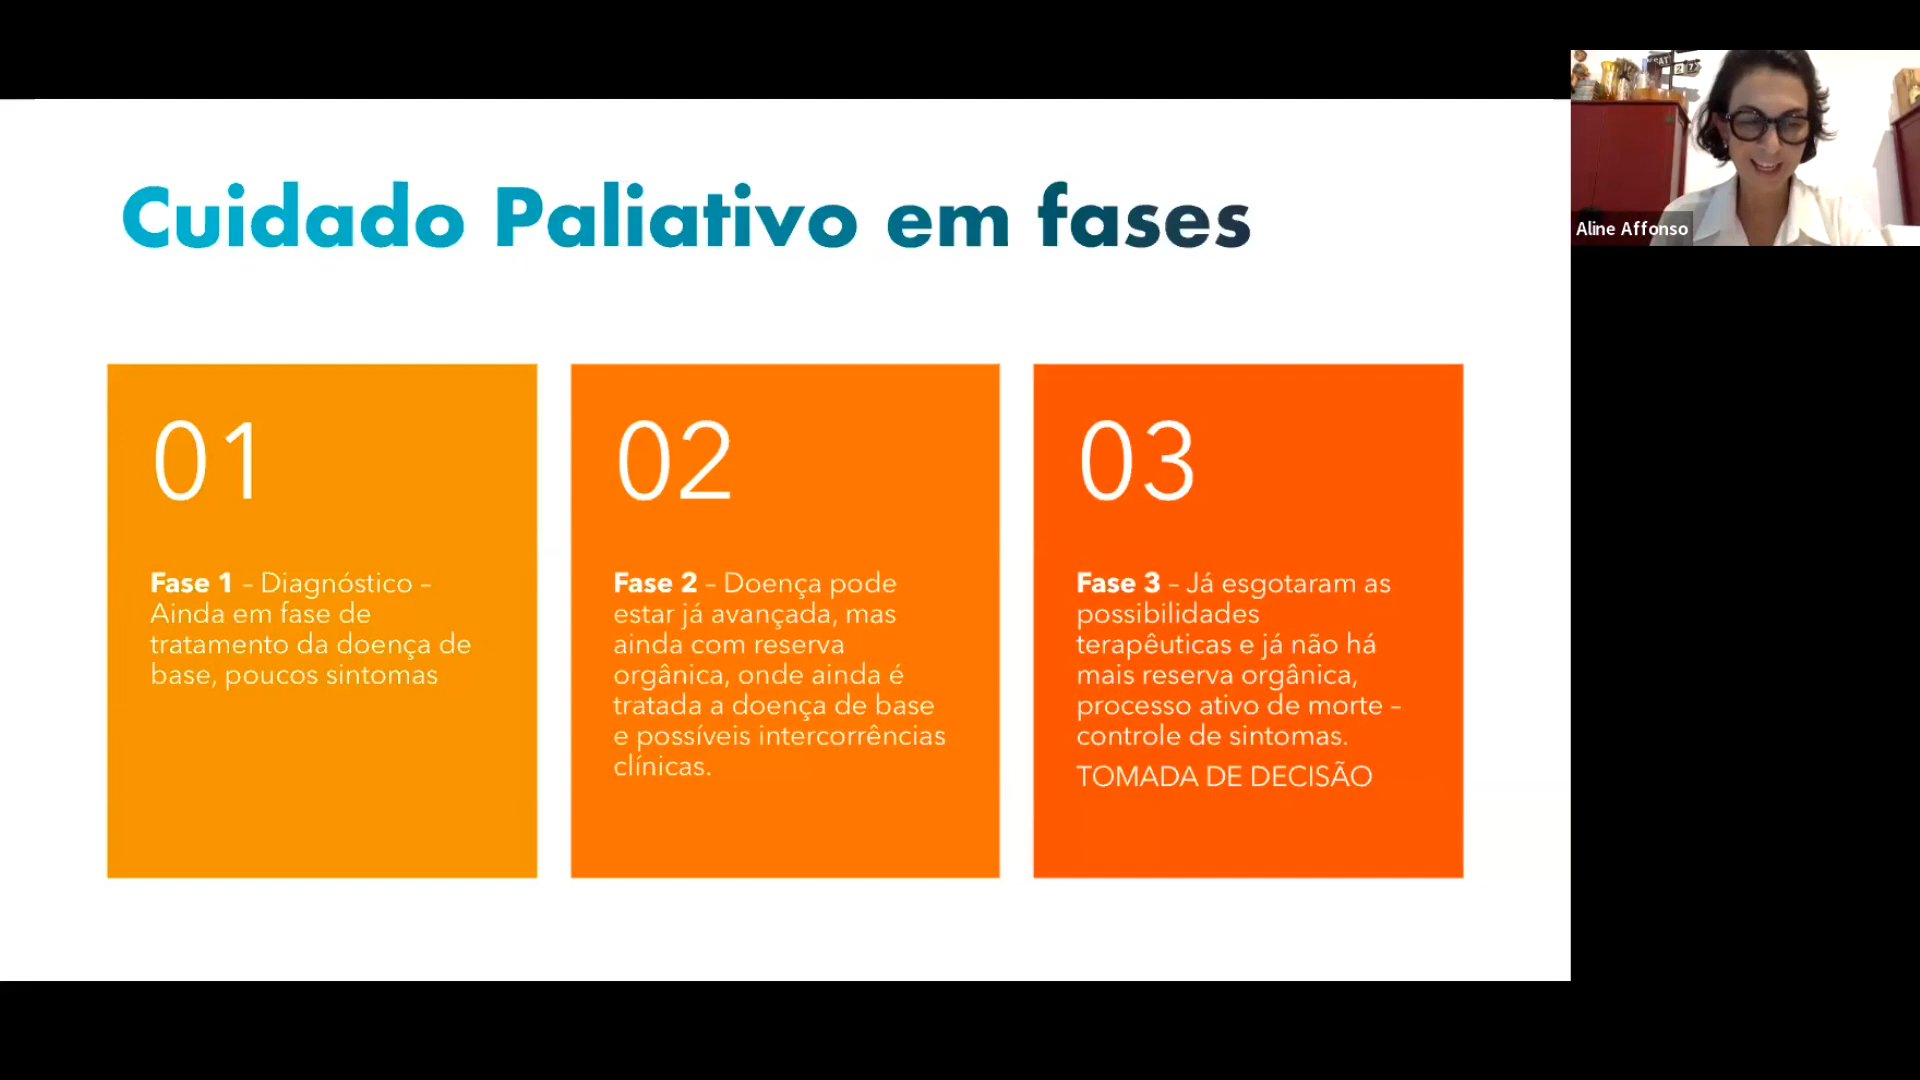 Cuidado Paliativo em fases
01
Fase 1 – Diagnóstico –
Ainda em fase de
tratamento da doença de
base, poucos sintomas
02
Fase 2 – Doença pode
estar já avançada, mas
ainda com reserva
orgânica, onde ainda é
tratada a doença de base
e possíveis intercorrências
clínicas.
03
Fase 3 – Já esgotaram as
possibilidades
terapêuticas e já não há
mais reserva orgânica,
processo ativo de morte –
controle de sintomas.
TOMADA DE DECISÃO
SAT
27
Aline Affonso